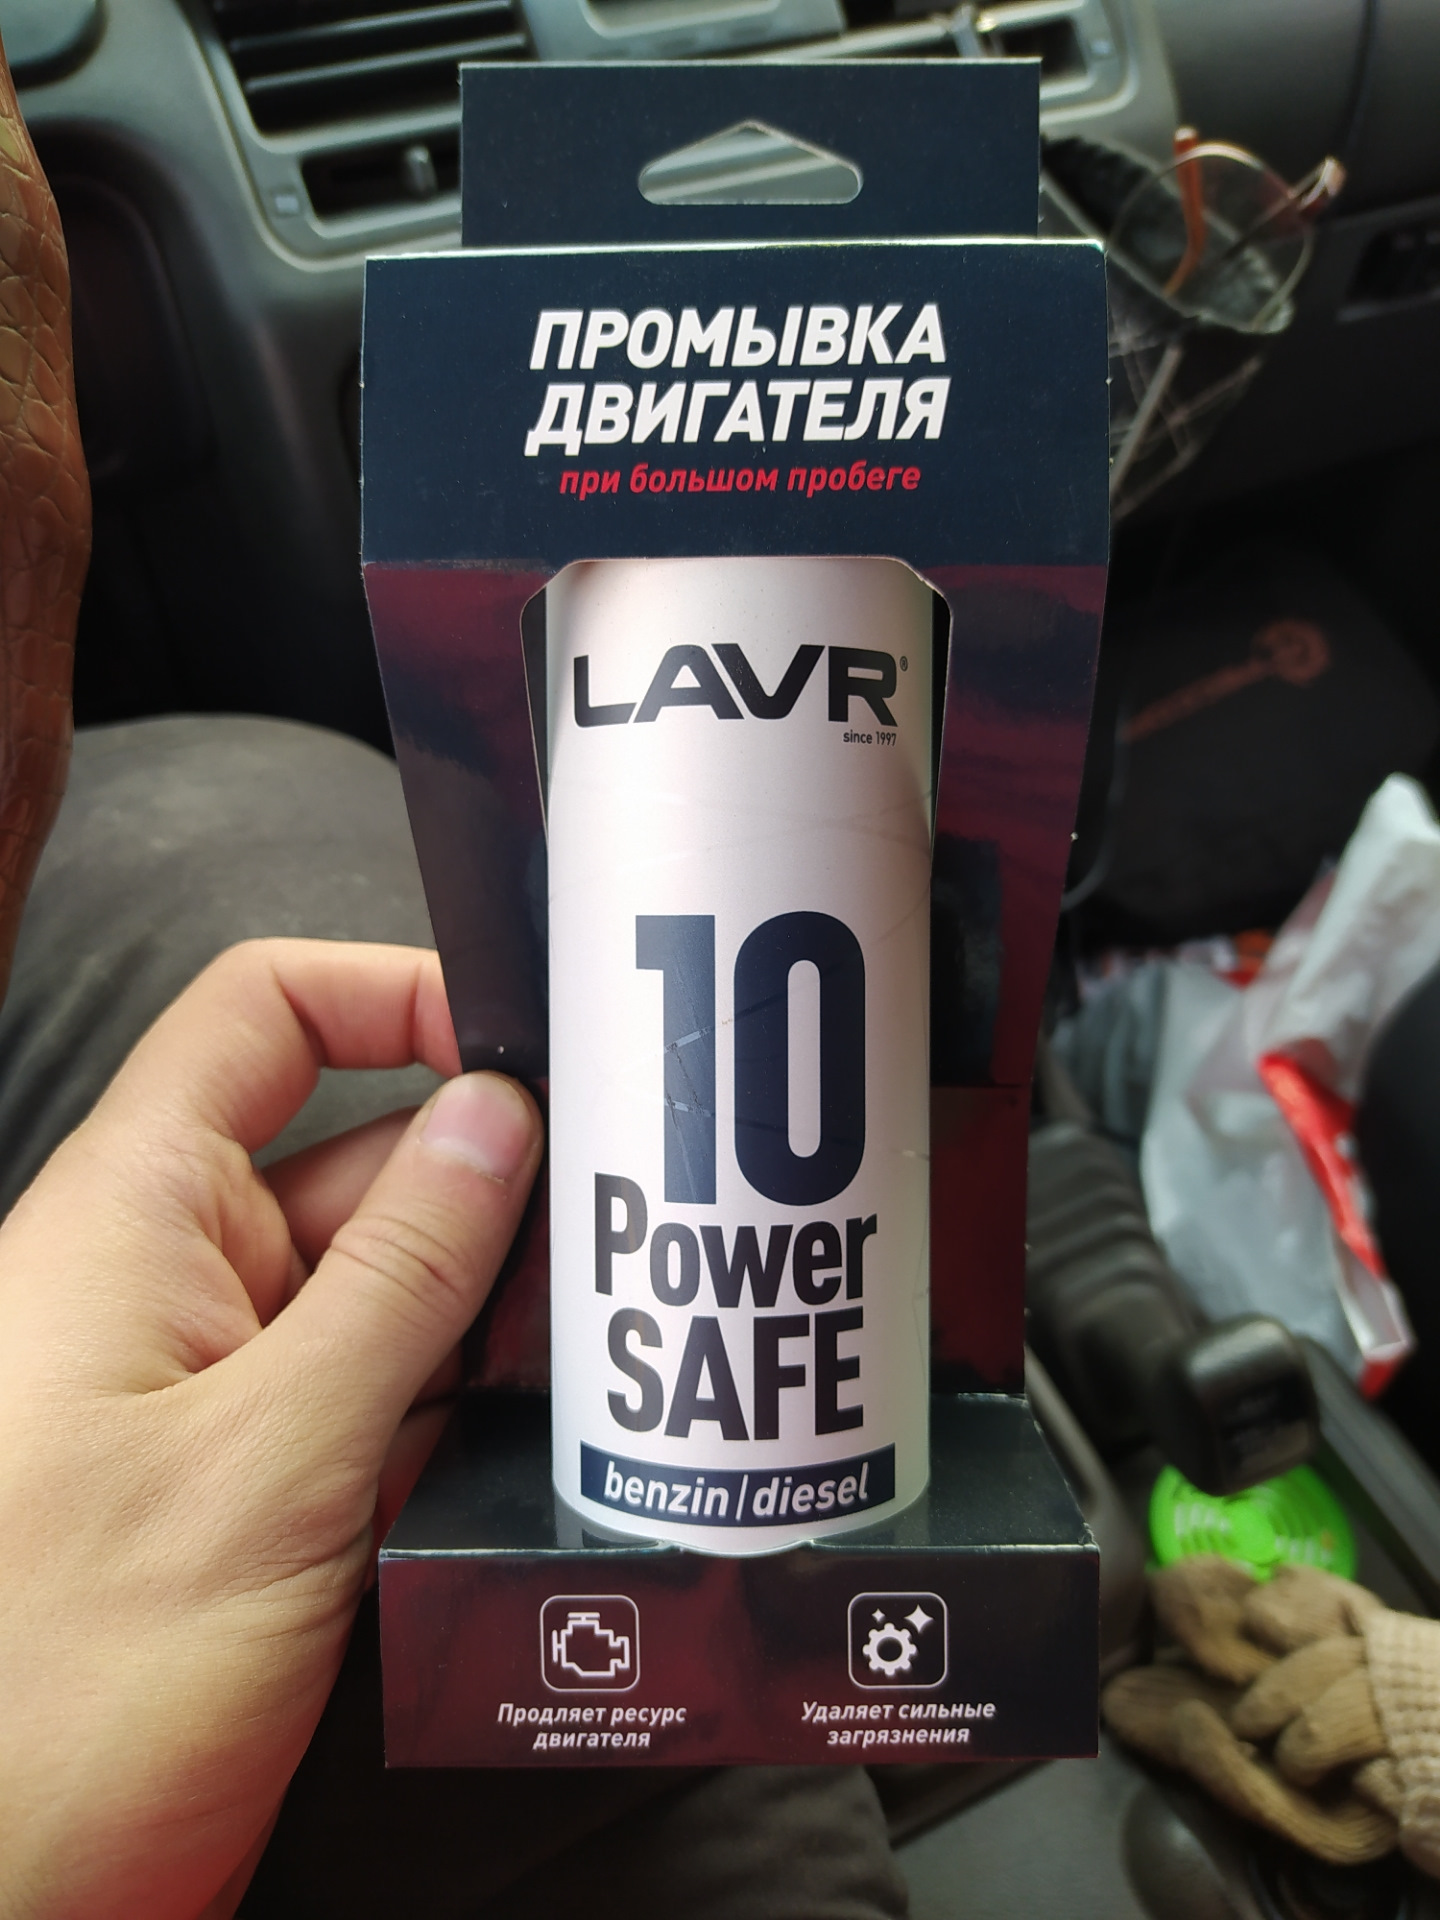 ПРОМЫВКА
ДВИГАТЕЛЯ
при большом пробеге
LAVR®
since 1997
10
Power
SAFE
benzin/diesel
Продляет ресурс
двигателя
Удаляет сильные
загрязнения